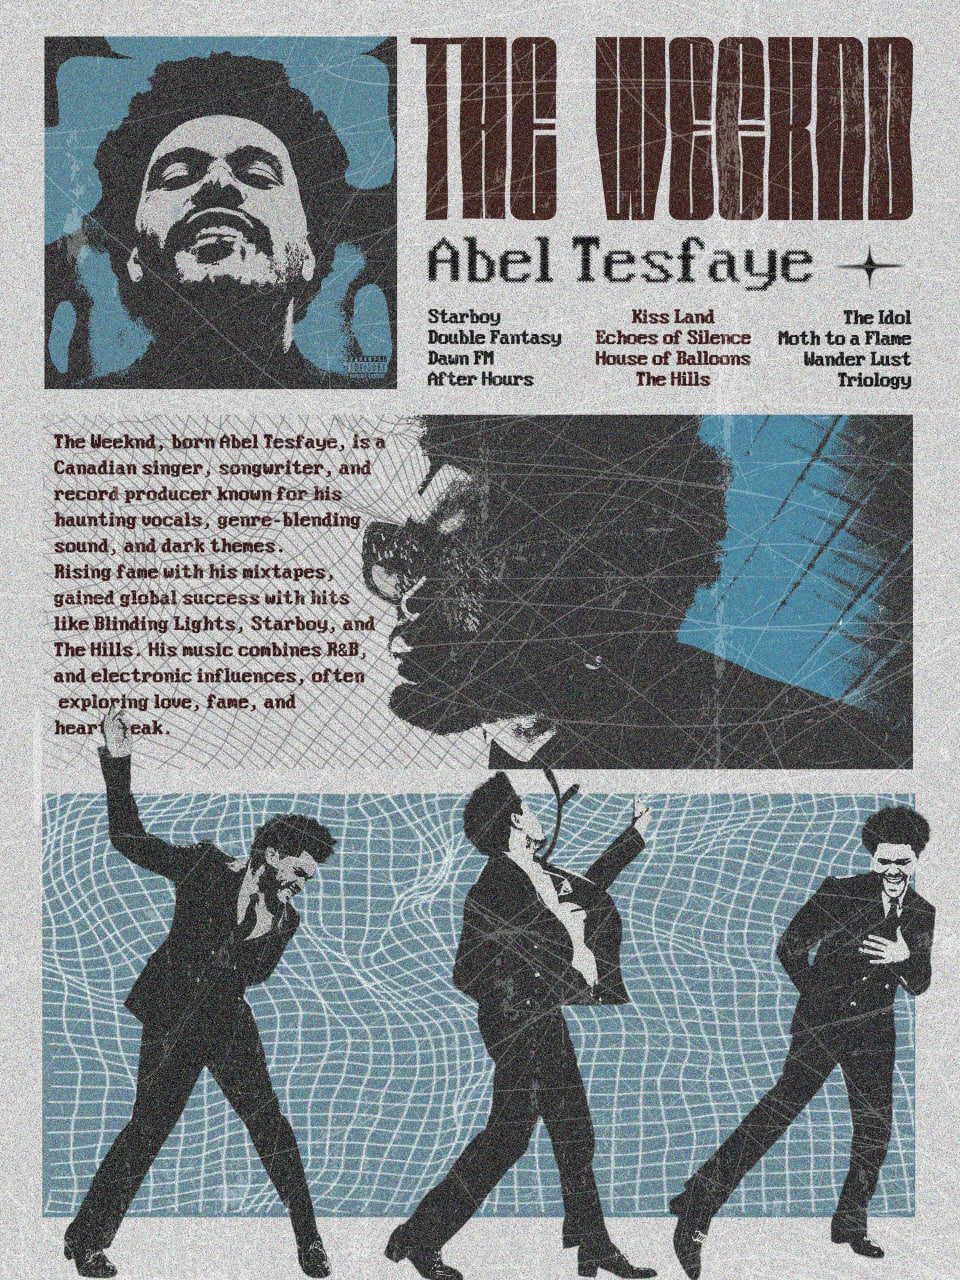 THE WEEKND
Abel Tesfaye
Starboy
Double Fantasy
Dawn FM
After Hours
Kiss Land
Echoes of Silence
House of Balloons
The Hills
The Idol
Moth to a Flame
Wander Lust
Triology
The Weeknd, born Abel Tesfaye, is a
Canadian singer, songwriter, and
record producer known for his
haunting vocals, genre-blending
sound, and dark themes.
Rising fame with his mixtapes,
gained global success with hits
like Blinding Lights, Starboy, and
The Hills. His music combines R&B,
and electronic influences, often
exploring love, fame, and